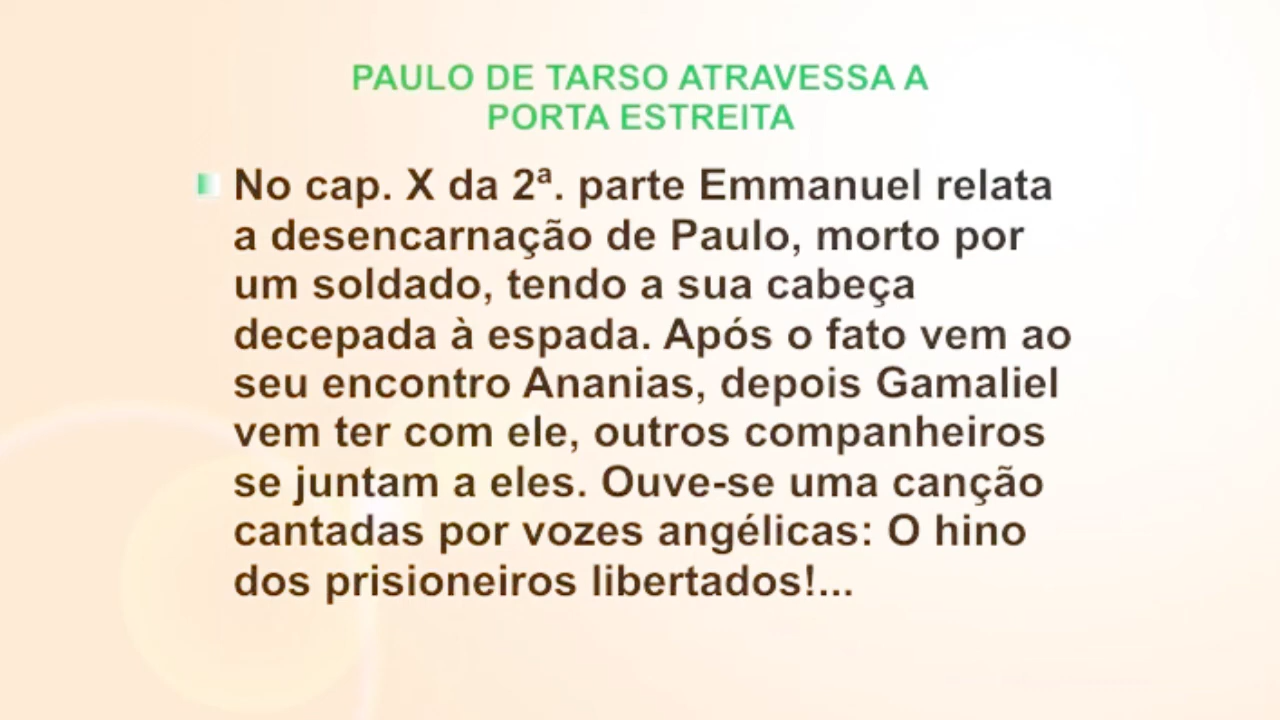 PAULO DE TARSO ATRAVESSA A
PORTA ESTREITA
No cap. X da 2ª. parte Emmanuel relata
a desencarnação de Paulo, morto por
um soldado, tendo a sua cabeça
decepada à espada. Após o fato vem ao
seu encontro Ananias, depois Gamaliel
vem ter com ele, outros companheiros
se juntam a eles. Ouve-se uma canção
cantadas por vozes angélicas: O hino
dos prisioneiros libertados!...